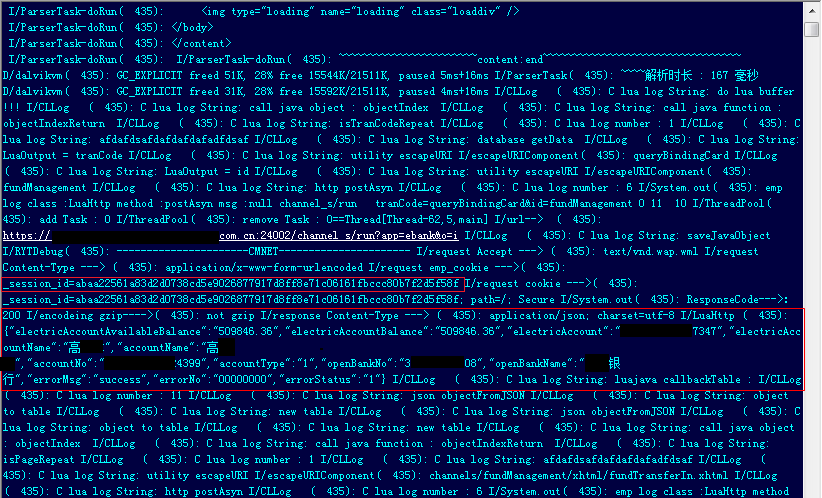 I/ParserTask-doRun( 435): <img type="loading" name="loading" class="loaddiv" />
I/ParserTask-doRun( 435): </body>
I/ParserTask-doRun( 435): </content>
I/ParserTask-doRun( 435): ~~~~~~~~~~~~~~~~~~~~~~~content:end~~~~~~~~~~~~~~~~~~~~~~~~~~~~~~~~~
D/dalvikvm( 435): GC_EXPLICIT freed 51K, 28% free 15544K/21511K, paused 5ms+16ms I/ParserTask( 435): ~~~~~解析时长 : 167 毫秒
D/dalvikvm( 435): GC_EXPLICIT freed 31K, 28% free 15592K/21511K, paused 4ms+16ms I/CLLog ( 435): C lua log String: do lua buffer
!!! I/CLLog ( 435): C lua log String: call java object : objectIndex I/CLLog ( 435): C lua log String: call java function :
objectIndexReturn I/CLLog ( 435): C lua log String: isTranCodeRepeat I/CLLog ( 435): C lua log number : 1 I/CLLog ( 435): C
lua log String: afdafdsafdafdafdafadfdsaf I/CLLog ( 435): C lua log String: database getData I/CLLog ( 435): C lua log String:
LuaOutput = tranCode I/CLLog ( 435): C lua log String: utility escapeURI I/escapeURIComponent( 435): queryBindingCard I/CLLog
( 435): C lua log String: LuaOutput = id I/CLLog ( 435): C lua log String: utility escapeURI I/escapeURIComponent( 435):
fundManagement I/CLLog ( 435): C lua log String: http postAsyn I/CLLog ( 435): C lua log number : 6 I/System.out( 435): emp
log class :LuaHttp method :postAsyn msg :null channel_s/run tranCode=queryBindingCard&id=fundManagement 0 11 10 I/ThreadPool(
435): add Task : 0 I/ThreadPool( 435): remove Task : 0==Thread[Thread-62,5,main] I/url--> ( 435):
https:// com.cn:24002/channel_s/run?app=ebank&o=i I/CLLog ( 435): C lua log String: saveJavaObject
I/RYTDebug( 435): ----------------------CMNET---------------------- I/request Accept ---> ( 435): text/vnd.wap.wml I/request
Content-Type ---> ( 435): application/x-www-form-urlencoded I/request emp_cookie --->( 435):
_session_id=abaa22561a83d2d0738cd5e9026877917d8ff8e71c06161fbccc80b7f2d5f58f I/request cookie --->( 435):
_session_id=abaa22561a83d2d0738cd5e9026877917d8ff8e71c06161fbccc80b7f2d5f58f; path=/; Secure I/System.out( 435): ResponseCode--->:
200 I/encodeing gzip---->( 435): not gzip I/response Content-Type ---> ( 435): application/json; charset=utf-8 I/LuaHttp ( 435):
{"electricAccountAvailableBalance":"509846.36","electricAccountBalance":"509846.36","electricAccount":" 7347","electricAcc
ountName":"高 ","accountName":"高
","accountNo":" 4399","accountType":"1","openBankNo":"3 08","openBankName":" 银
行","errorMsg":"success","errorNo":"00000000","errorStatus":"1"} I/CLLog ( 435): C lua log String: luajava callbackTable : I/CLLog
( 435): C lua log number : 11 I/CLLog ( 435): C lua log String: json objectFromJSON I/CLLog ( 435): C lua log String: object
to table I/CLLog ( 435): C lua log String: new table I/CLLog ( 435): C lua log String: json objectFromJSON I/CLLog ( 435): C
lua log String: object to table I/CLLog ( 435): C lua log String: new table I/CLLog ( 435): C lua log String: call java object
: objectIndex I/CLLog ( 435): C lua log String: call java function : objectIndexReturn I/CLLog ( 435): C lua log String:
isPageRepeat I/CLLog ( 435): C lua log number : 1 I/CLLog ( 435): C lua log String: afdafdsafdafdafdafadfdsaf I/CLLog ( 435):
C lua log String: utility escapeURI I/escapeURIComponent( 435): channels/fundManagement/xhtml/fundTransferIn.xhtml I/CLLog (
435): C lua log String: http postAsyn I/CLLog ( 435): C lua log number : 6 I/System.out( 435): emp log class :LuaHttp method